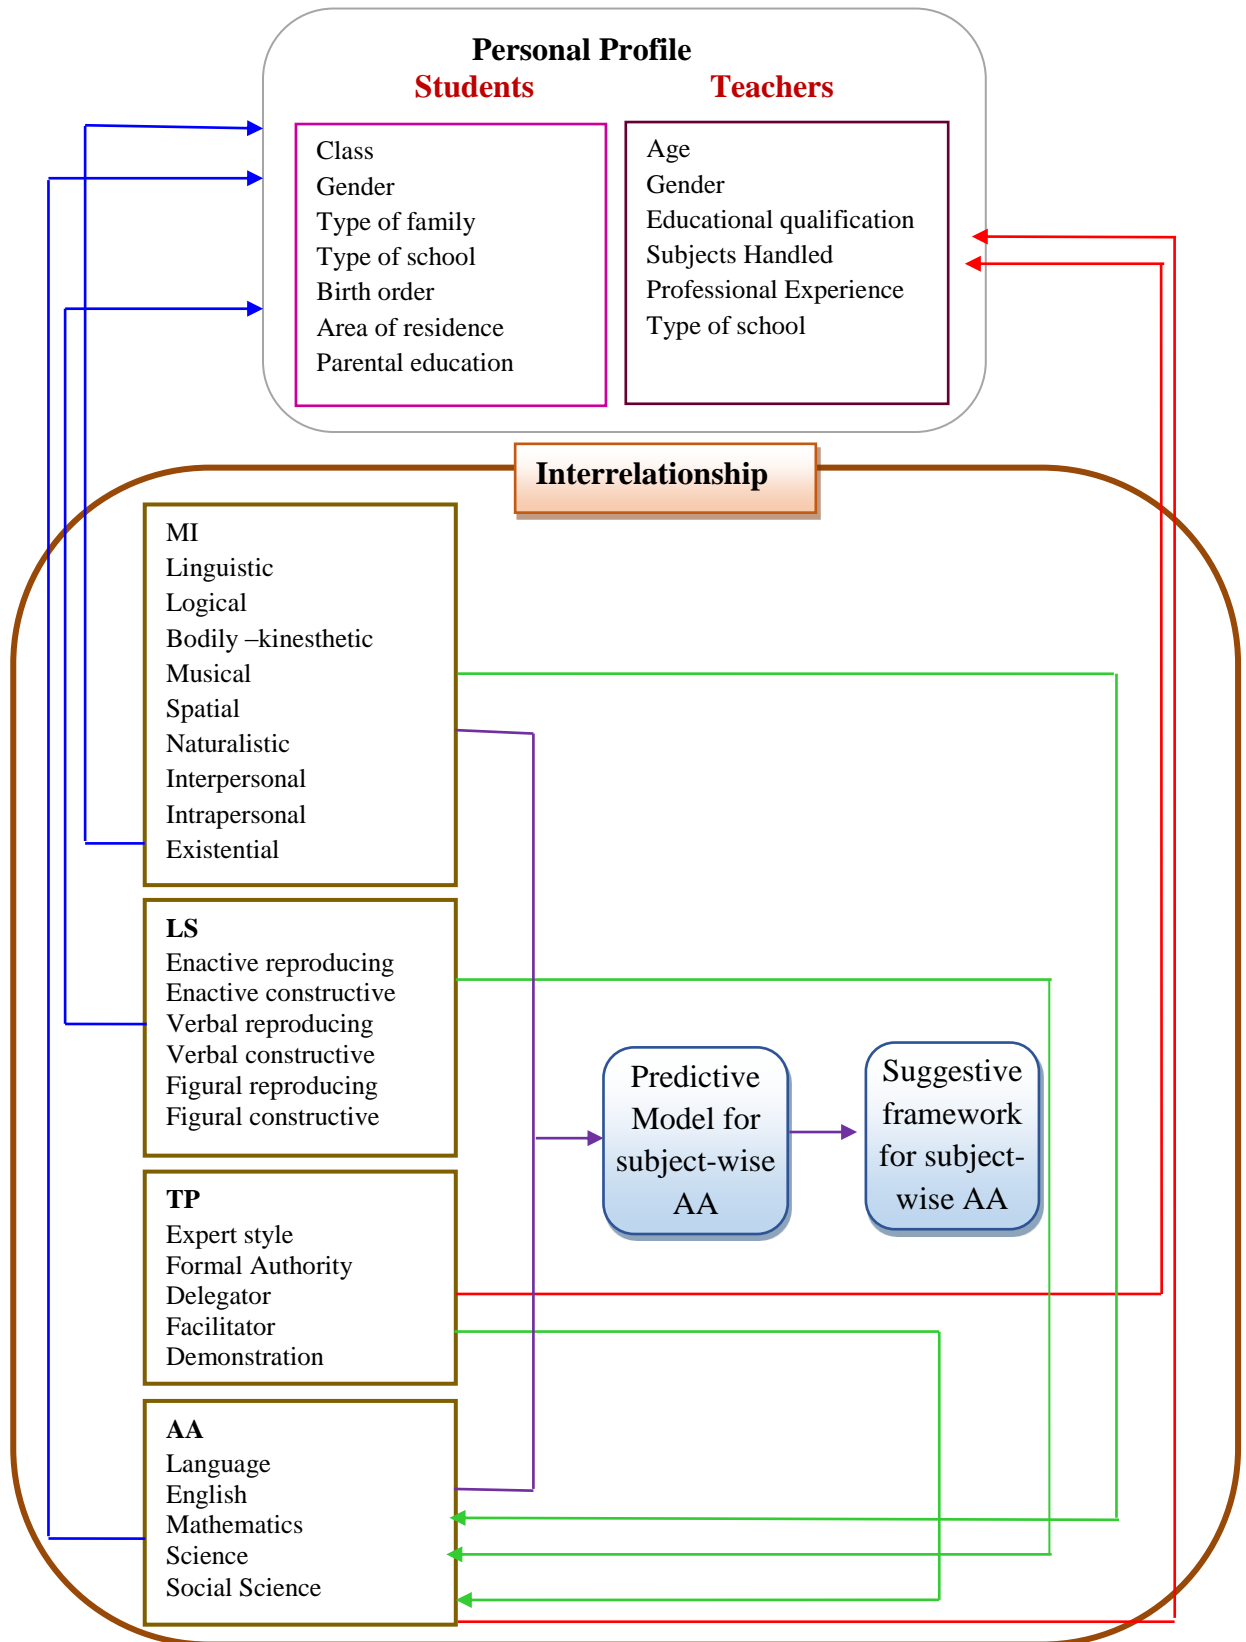 Personal Profile
Students
Teachers
Class
Gender
Type of family
Type of school
Birth order
Area of residence
Parental education
Age
Gender
Educational qualification
Subjects Handled
Professional Experience
Type of school
Interrelationship
MI
Linguistic
Logical
Bodily –kinesthetic
Musical
Spatial
Naturalistic
Interpersonal
Intrapersonal
Existential
LS
Enactive reproducing
Enactive constructive
Verbal reproducing
Verbal constructive
Figural reproducing
Figural constructive
Predictive
Model for
subject-wise
AA
Suggestive
framework
for subject-
wise AA
TP
Expert style
Formal Authority
Delegator
Facilitator
Demonstration
AA
Language
English
Mathematics
Science
Social Science